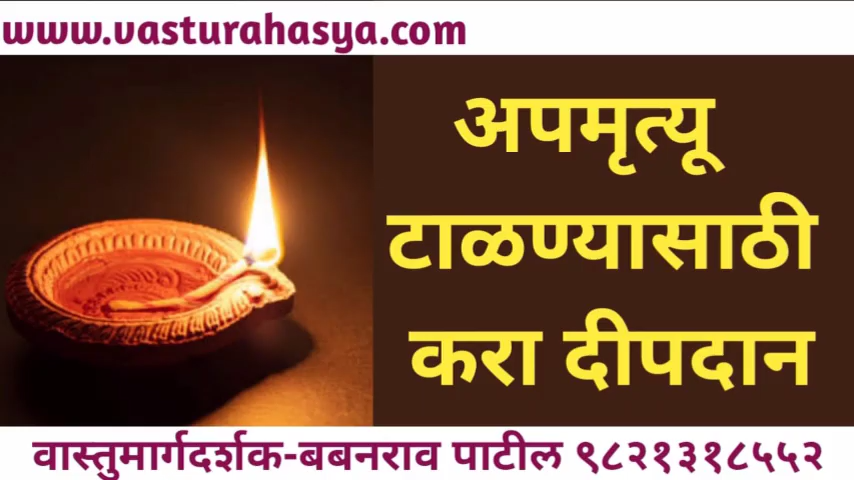 www.vasturahasya.com
अपमृत्यू
टाळण्यासाठी
करा दीपदान
वास्तुमार्गदर्शक-बबनराव पाटील ९८२१३१८५५२